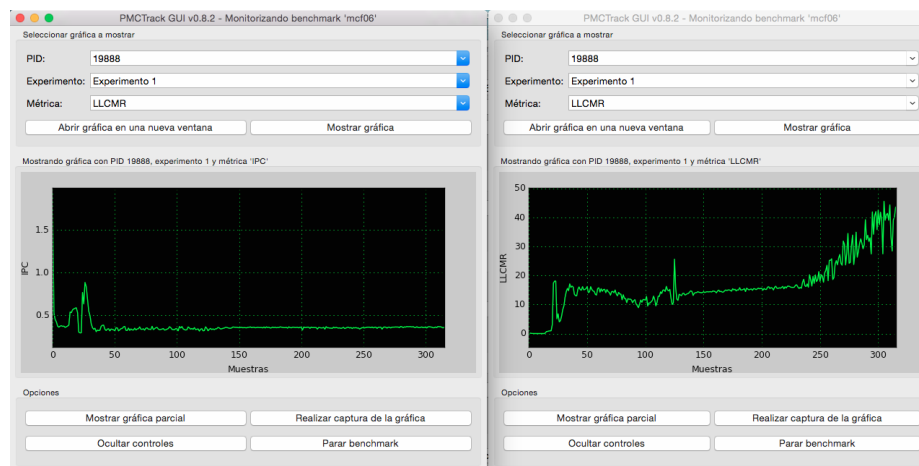 PMCTrack GUI v0.8.2 - Monitorizando benchmark 'mcf06'
Seleccionar gráfica a mostrar
PID: 19888
Experimento: Experimento 1
Métrica: LLCMR
Abrir gráfica en una nueva ventana Mostrar gráfica
Mostrando gráfica con PID 19888, experimento 1 y métrica 'IPC'
1.5
1.0
0.5
IPC
0 50 100 150 200 250 300
Muestras
Opciones
Mostrar gráfica parcial Realizar captura de la gráfica
Ocultar controles Parar benchmark
PMCTrack GUI v0.8.2 - Monitorizando benchmark 'mcf06'
Seleccionar gráfica a mostrar
PID: 19888
Experimento: Experimento 1
Métrica: LLCMR
Abrir gráfica en una nueva ventana Mostrar gráfica
Mostrando gráfica con PID 19888, experimento 1 y métrica 'LLCMR'
50
40
30
20
10
0
LLCMR
0 50 100 150 200 250 300
Muestras
Opciones
Mostrar gráfica parcial Realizar captura de la gráfica
Ocultar controles Parar benchmark